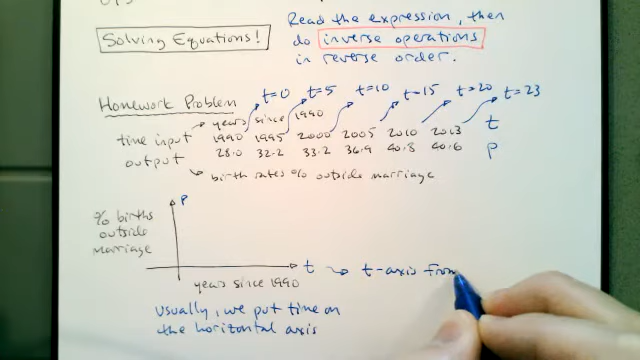 Solving Equations!
Read the expression, then
do inverse operations
in reverse order.
Homework Problem
t=0 t=5 t=10 t=15 t=20 t=23
years since 1990
time input 1990 1995 2000 2005 2010 2013 t
output 28.0 32.2 33.2 36.9 40.8 40.6 P
birth rates % outside marriage
P
% births
outside
marriage
t → t-axis from
years since 1990
usually, we put time on
the horizontal axis